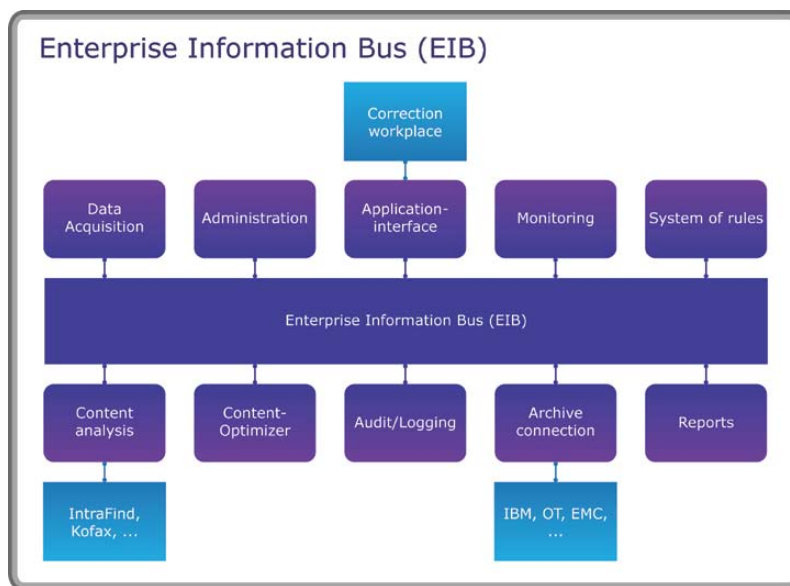 Enterprise Information Bus (EIB)
Correction
workplace
Data
Acquisition
Administration
Application-
interface
Monitoring
System of rules
Enterprise Information Bus (EIB)
Content
analysis
Content-
Optimizer
Audit/Logging
Archive
connection
Reports
IntraFind,
Kofax, ...
IBM, OT, EMC,
...